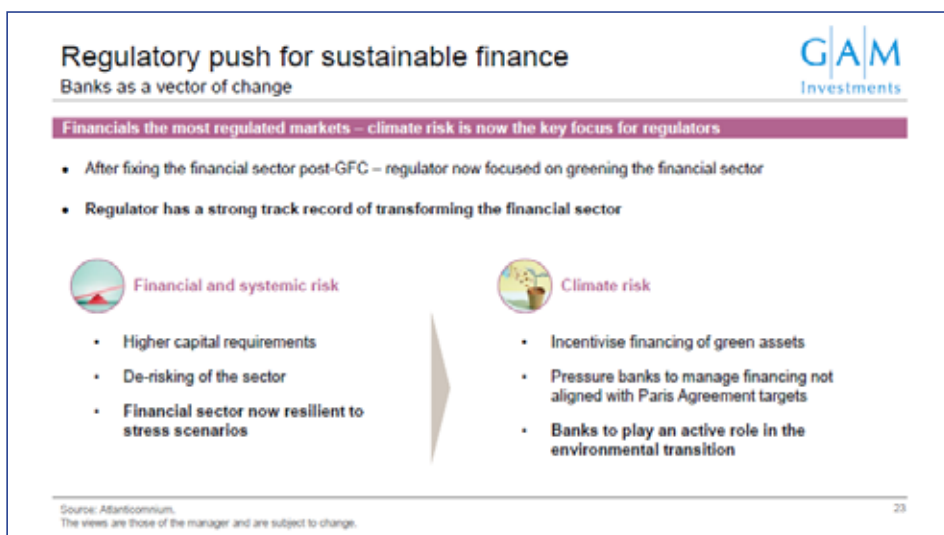 Regulatory push for sustainable finance
Banks as a vector of change
GAM
Investments
Financials the most regulated markets – climate risk is now the key focus for regulators
• After fixing the financial sector post-GFC – regulator now focused on greening the financial sector
• Regulator has a strong track record of transforming the financial sector
Financial and systemic risk
• Higher capital requirements
• De-risking of the sector
• Financial sector now resilient to
stress scenarios
Climate risk
• Incentivise financing of green assets
• Pressure banks to manage financing not
aligned with Paris Agreement targets
• Banks to play an active role in the
environmental transition
Source: Atlanticomnium.
The views are those of the manager and are subject to change.
23